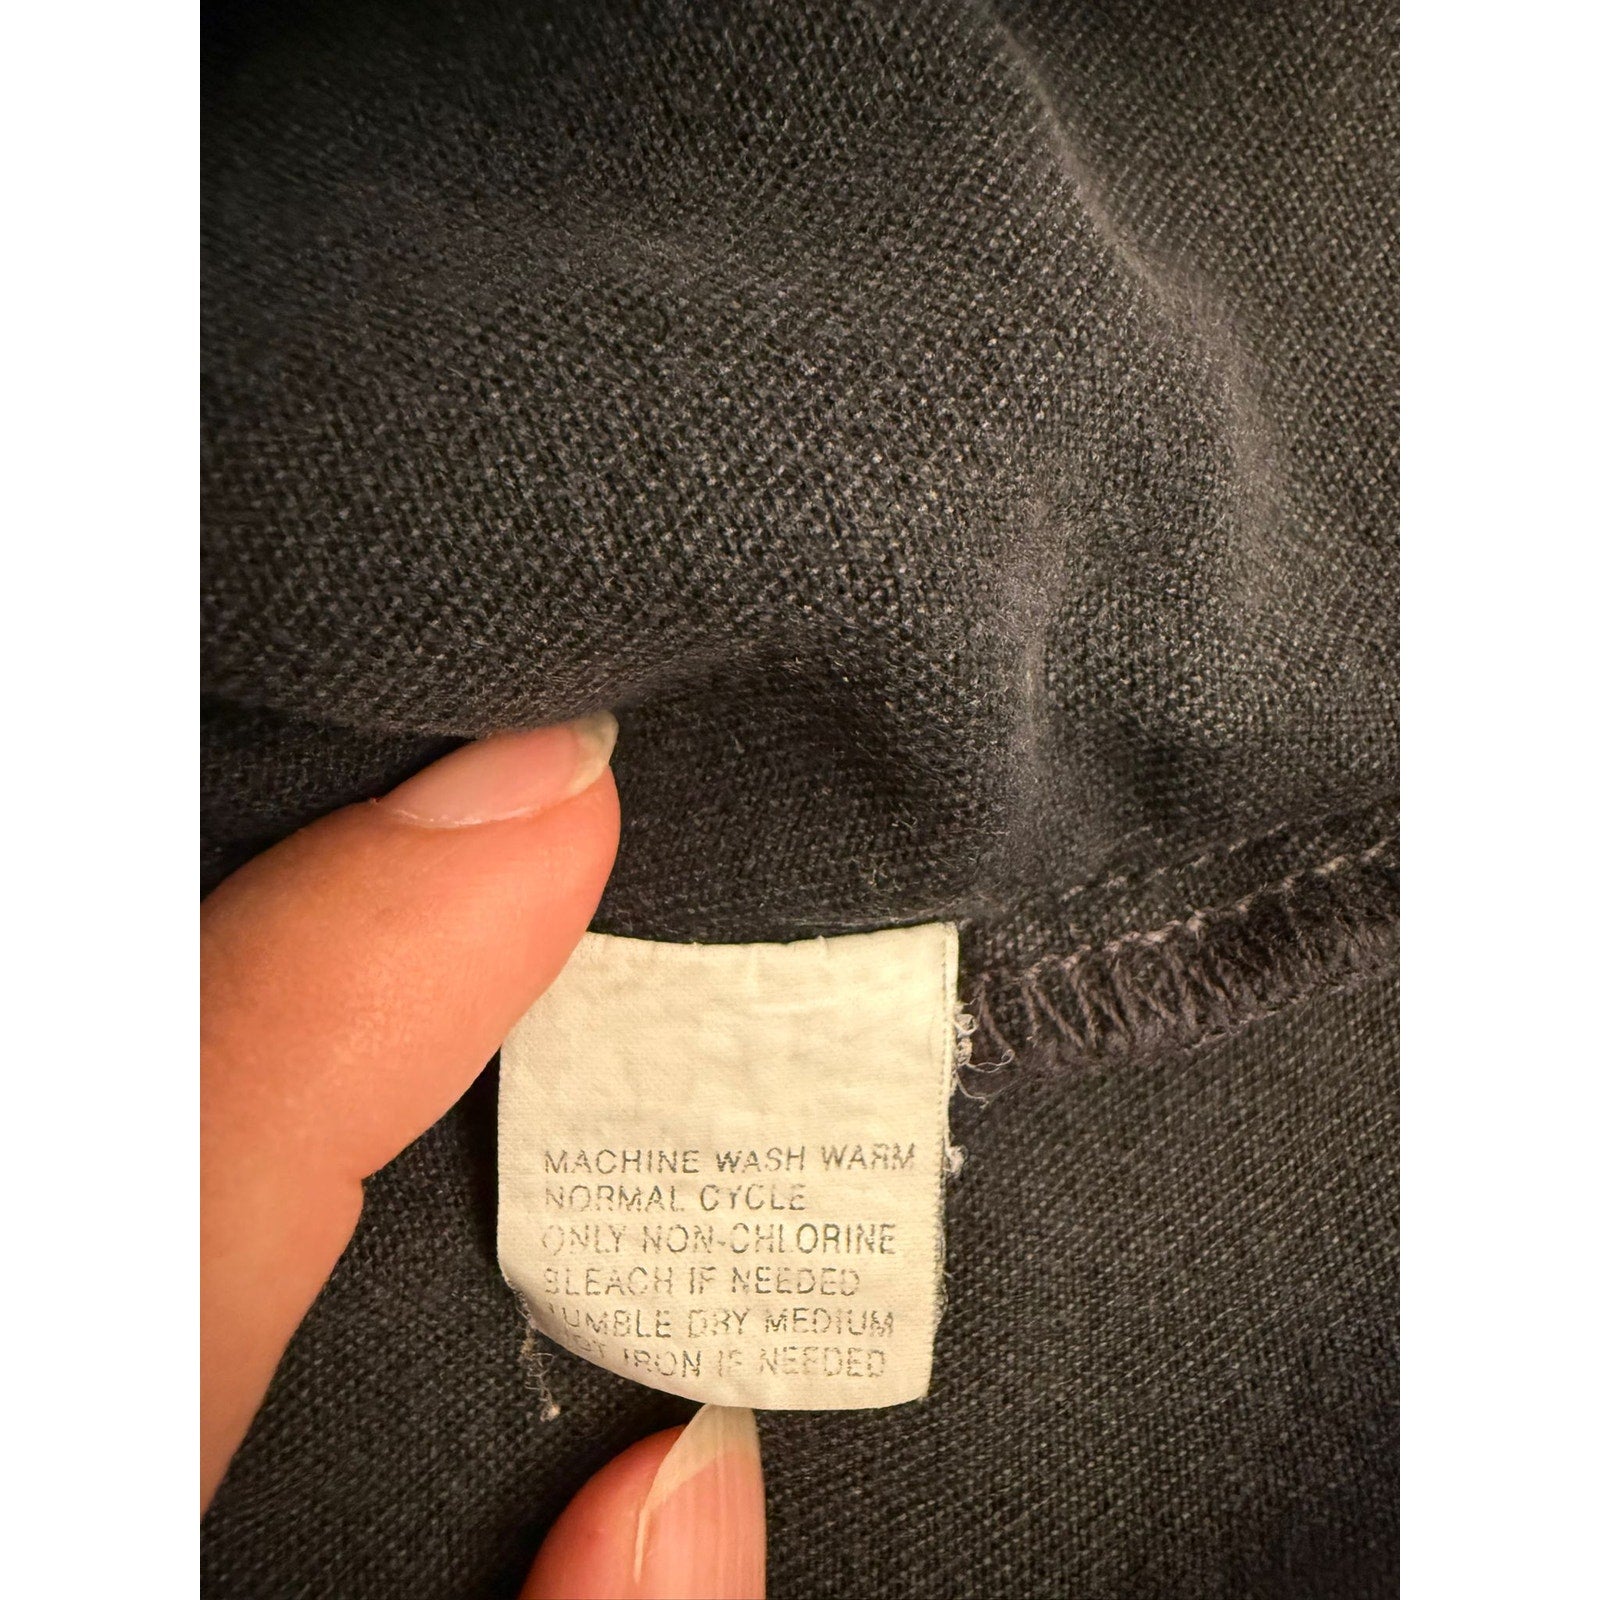 MACHINE WASH WARM
NORMAL CYCLE
ONLY NON-CHLORINE
BLEACH IF NEEDED
TUMBLE DRY MEDIUM
IRON IF NEEDED